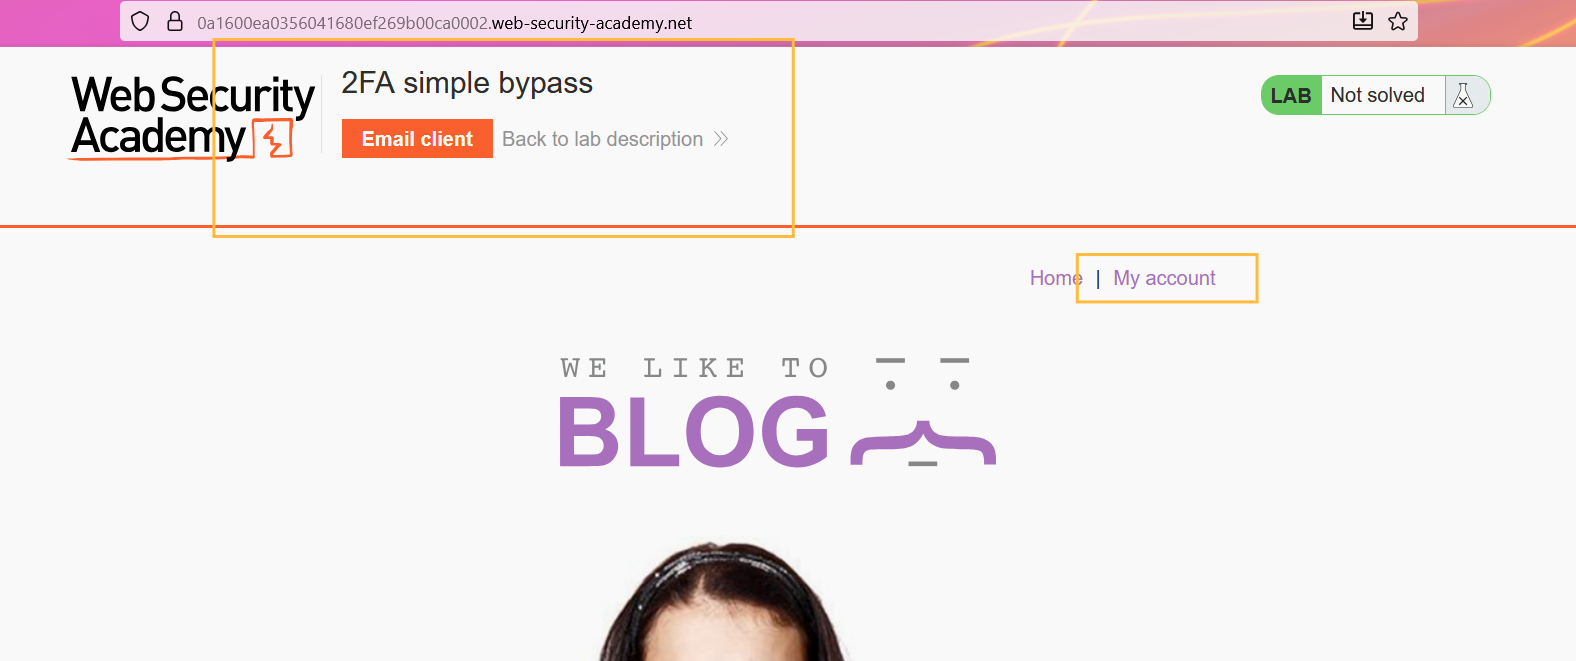 0a1600ea0356041680ef269b00ca0002.web-security-academy.net
Web Security
Academy
2FA simple bypass
Email client Back to lab description
LAB Not solved
Home | My account
WE LIKE TO
BLOG